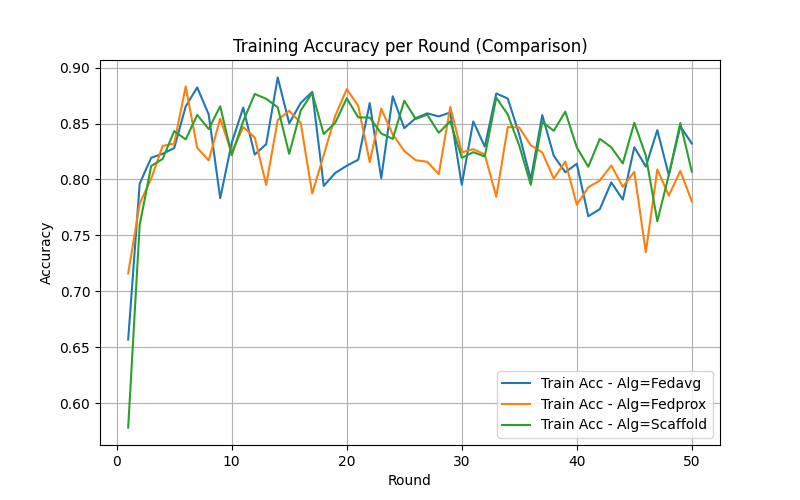 Training Accuracy per Round (Comparison)
Accuracy
0.90
0.85
0.80
0.75
0.70
0.65
0.60
Train Acc - Alg=Fedavg
Train Acc - Alg=Fedprox
Train Acc - Alg=Scaffold
0 10 20 30 40 50
Round